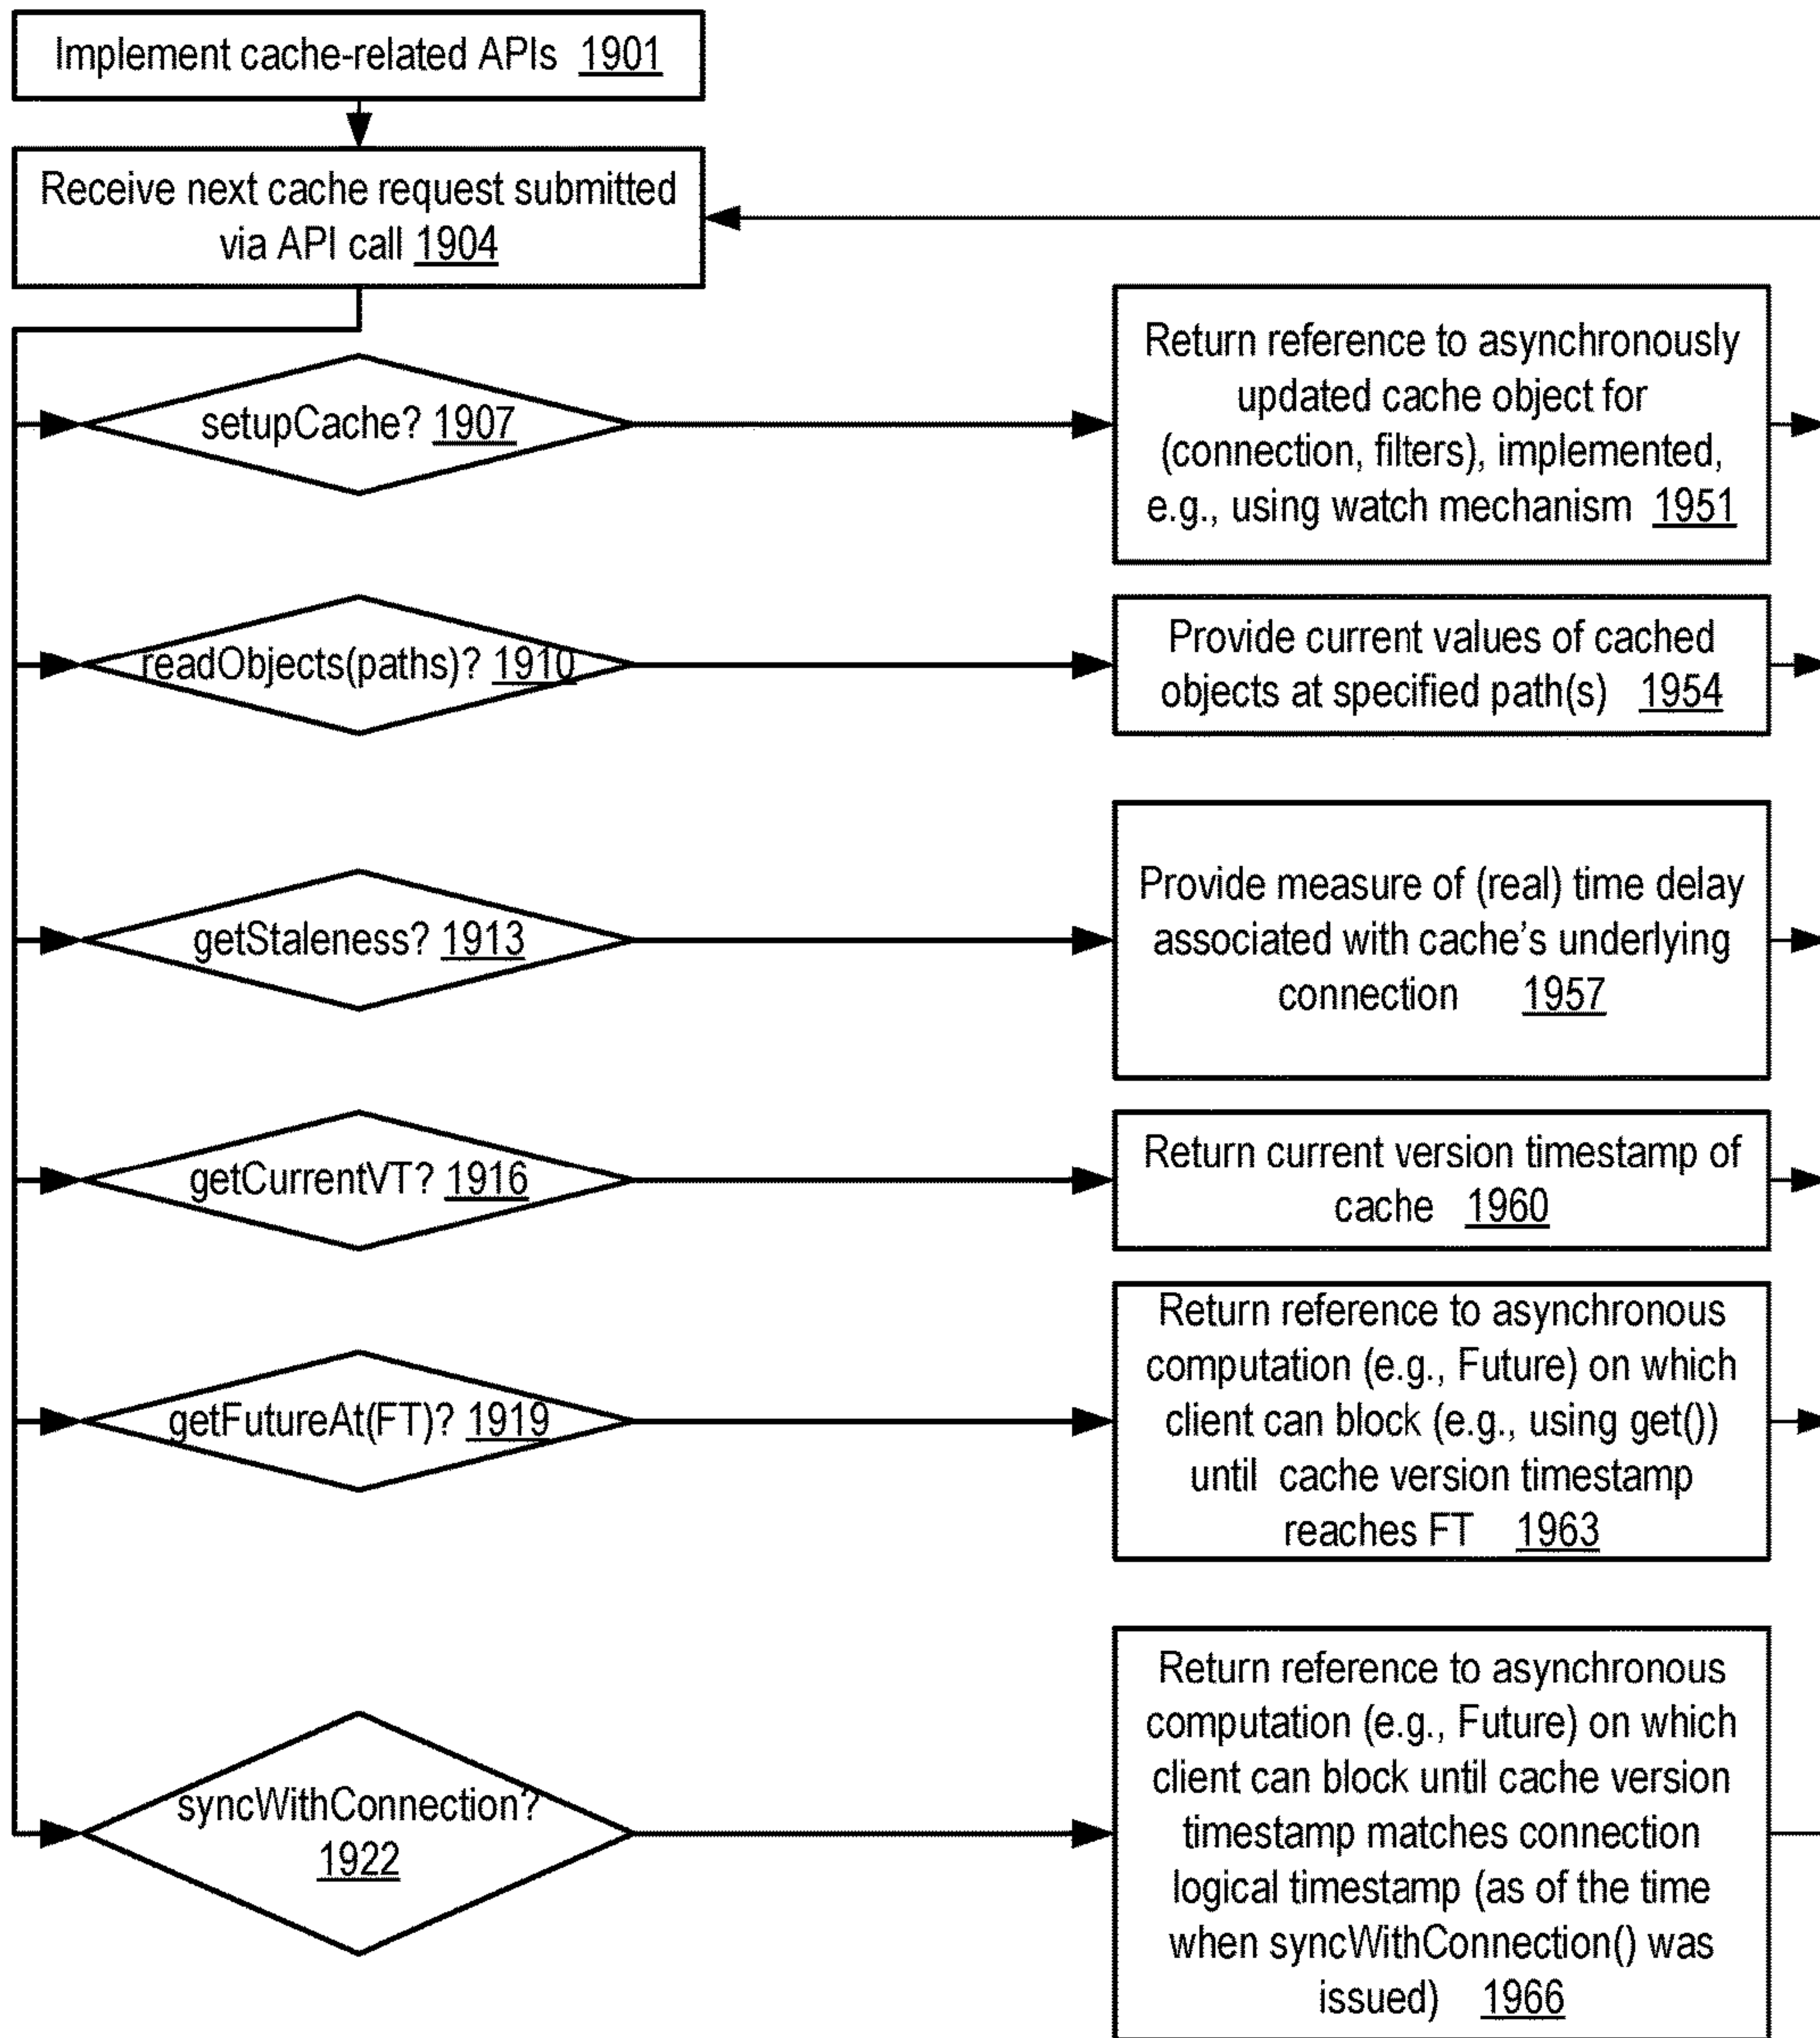 Implement cache-related APIs 1901
Receive next cache request submitted
via API call 1904
setupCache? 1907
Return reference to asynchronously
updated cache object for
(connection, filters), implemented,
e.g., using watch mechanism 1951
readObjects(paths)? 1910
Provide current values of cached
objects at specified path(s) 1954
getStaleness? 1913
Provide measure of (real) time delay
associated with cache's underlying
connection 1957
getCurrentVT? 1916
Return current version timestamp of
cache 1960
getFutureAt(FT)? 1919
Return reference to asynchronous
computation (e.g., Future) on which
client can block (e.g., using get())
until cache version timestamp
reaches FT 1963
syncWithConnection?
1922
Return reference to asynchronous
computation (e.g., Future) on which
client can block until cache version
timestamp matches connection
logical timestamp (as of the time
when syncWithConnection() was
issued) 1966